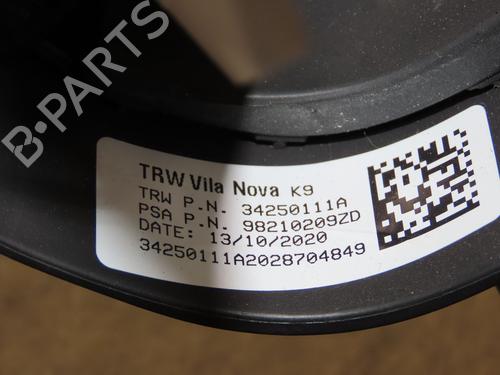 B-PARTS
TRW Vila Nova K9
TRW P.N. 34250111A
PSA P.N. 98210209ZD
DATE: 13/10/2020
34250111A2028704849